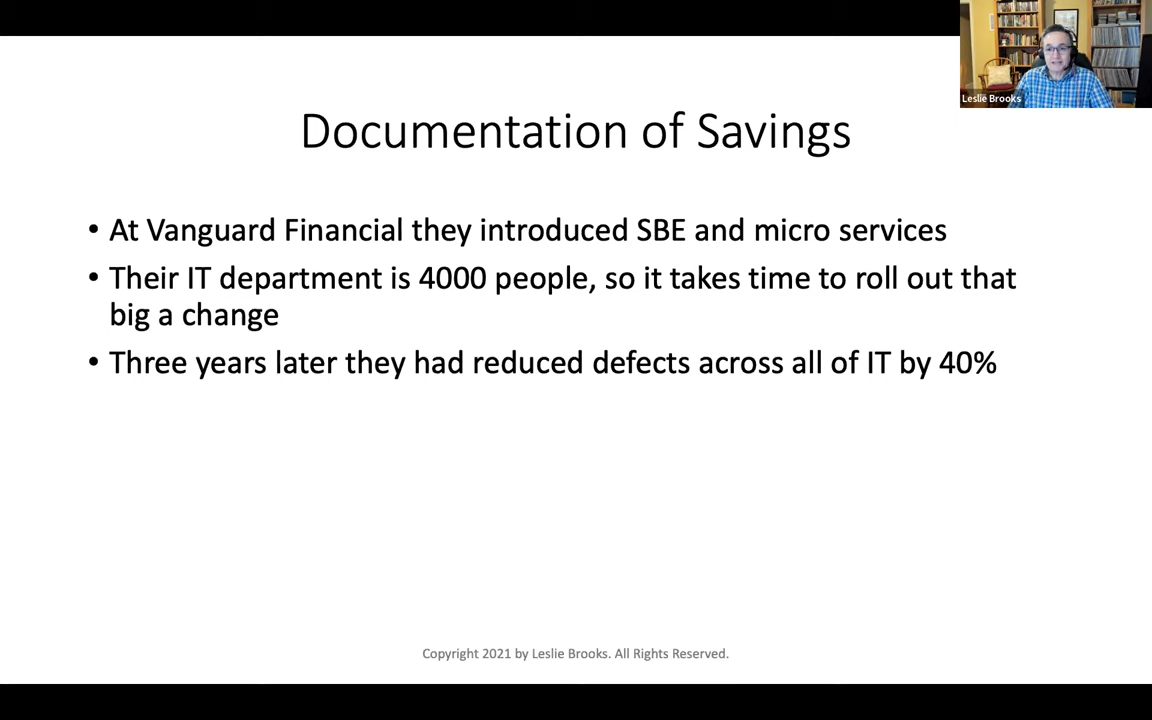 Leslie Brooks
Documentation of Savings
• At Vanguard Financial they introduced SBE and micro services
• Their IT department is 4000 people, so it takes time to roll out that
big a change
• Three years later they had reduced defects across all of IT by 40%
Copyright 2021 by Leslie Brooks. All Rights Reserved.